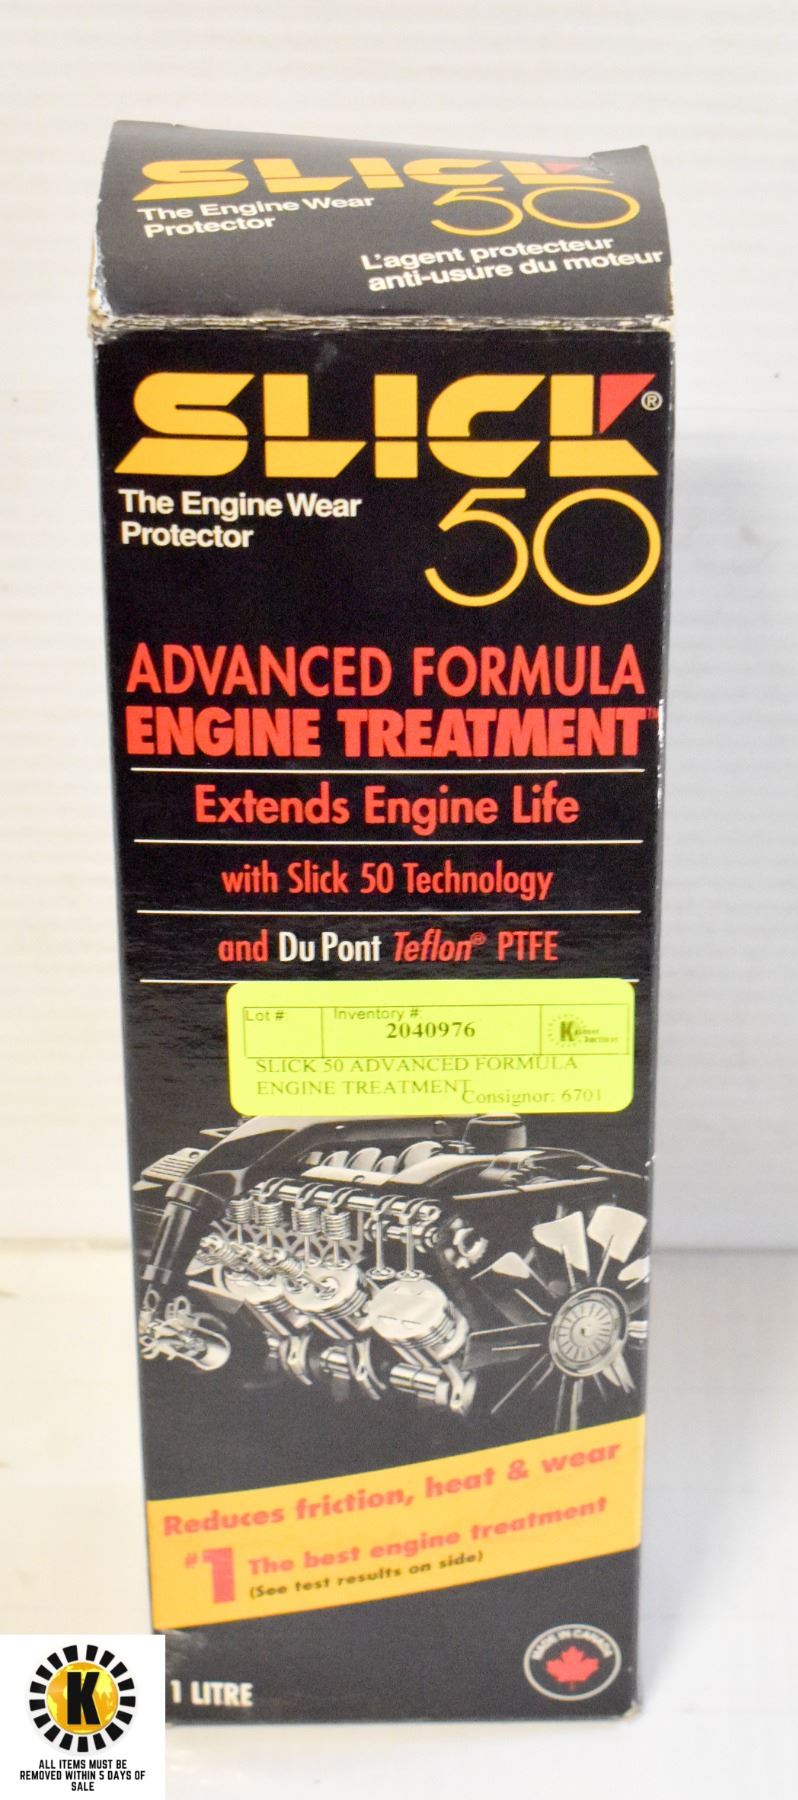 SLICK
50
The Engine Wear
Protector
L'agent protecteur
anti-usure du moteur
SLICK®
50
The Engine Wear
Protector
ADVANCED FORMULA
ENGINE TREATMENT™
Extends Engine Life
with Slick 50 Technology
and Du Pont Teflon® PTFE
Lot #:
Inventory #:
2040976
K
SLICK 50 ADVANCED FORMULA
ENGINE TREATMENT
Consignor: 6701
Reduces friction, heat & wear
#1 The best engine treatment
(See test results on side)
MADE IN CANADA
1 LITRE
K
ALL ITEMS MUST BE
REMOVED WITHIN 5 DAYS OF
SALE